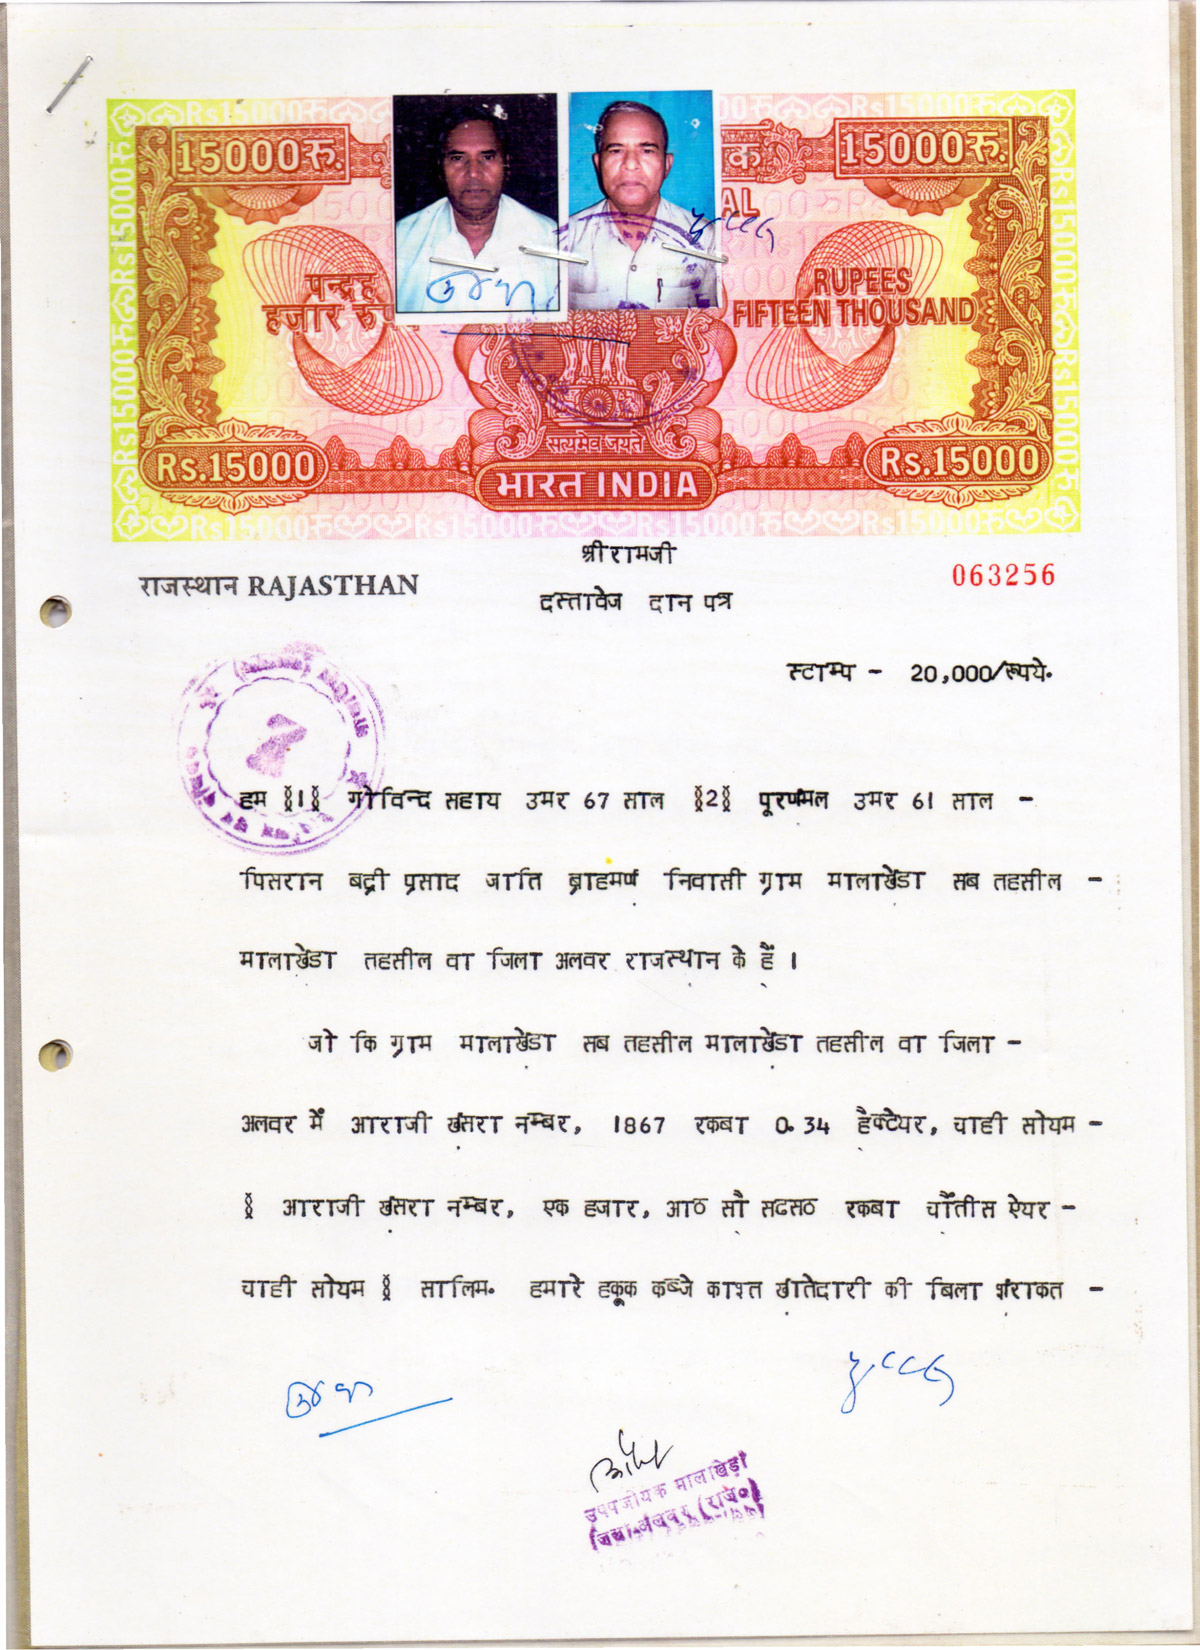 15000रु.
15000रु.
पन्द्रह
हजार
RUPEES
FIFTEEN THOUSAND
सत्यमेव जयते
Rs.15000
भारत INDIA
Rs.15000
राजस्थान RAJASTHAN
श्रीरामजी
063256
दस्तावेज दान पत्र
स्टाम्प - 20,000/रूपये.
हम §1§ गोविन्द सहाय उमर 67 साल §2§ पूरणमल उमर 61 साल -
पिसरान बद्री प्रसाद जाति ब्राहमण निवासी ग्राम मालाखेडा सब तहसील -
मालाखेडा तहसील वा जिला अलवर राजस्थान के हैं ।
जो कि ग्राम मालाखेडा सब तहसील मालाखेडा तहसील वा जिला -
अलवर में आराजी खसरा नम्बर, 1867 रकबा 0.34 हैक्टेयर, चाही सोयम -
§ आराजी खसरा नम्बर, एक हजार, आठ सौ सढसठ रकबा चौंतीस ऐयर -
चाही सोयम § सालिम. हमारे हकूक कब्जे काश्त खातेदारी की बिला शराकत -
उपपंजीयक मालाखेड़ा
(राज०)